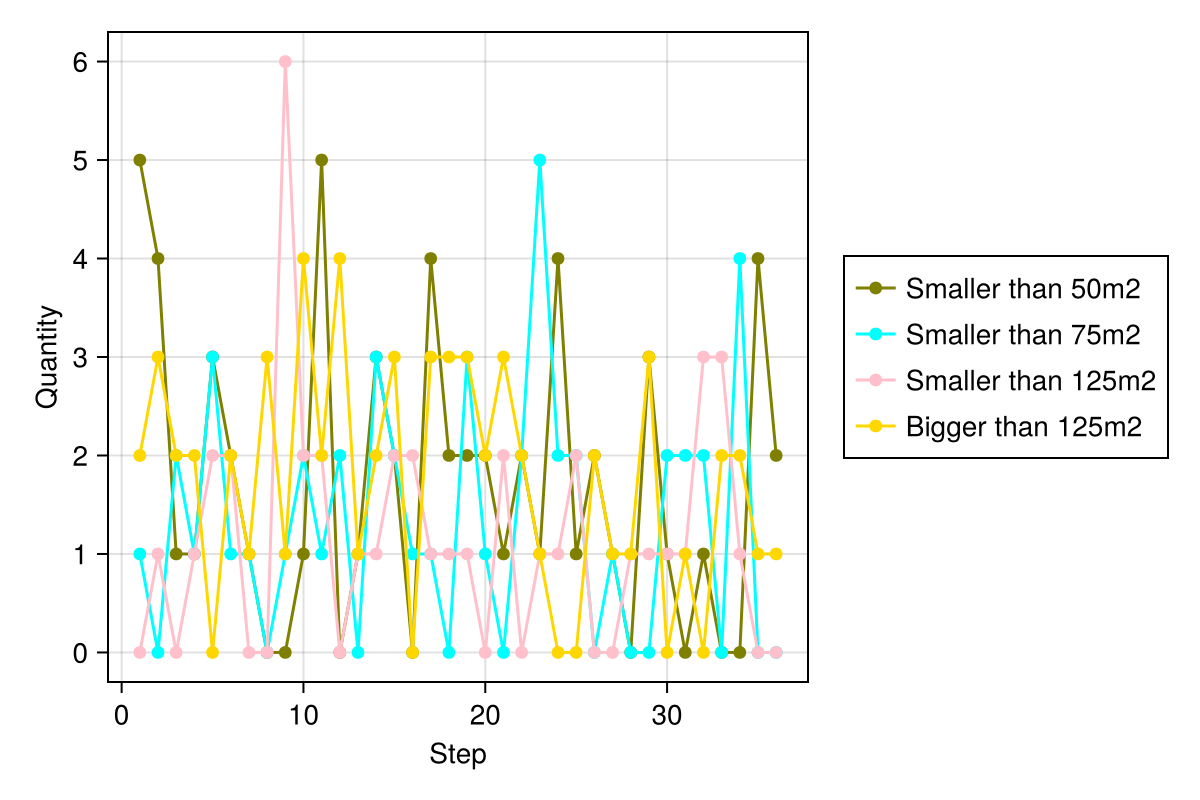 6
5
4
3
2
1
0
Quantity
0 10 20 30
Step
Smaller than 50m2
Smaller than 75m2
Smaller than 125m2
Bigger than 125m2